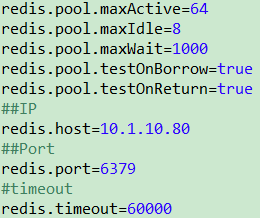 redis.pool.maxActive=64
redis.pool.maxIdle=8
redis.pool.maxWait=1000
redis.pool.testOnBorrow=true
redis.pool.testOnReturn=true
##IP
redis.host=10.1.10.80
##Port
redis.port=6379
#timeout
redis.timeout=60000